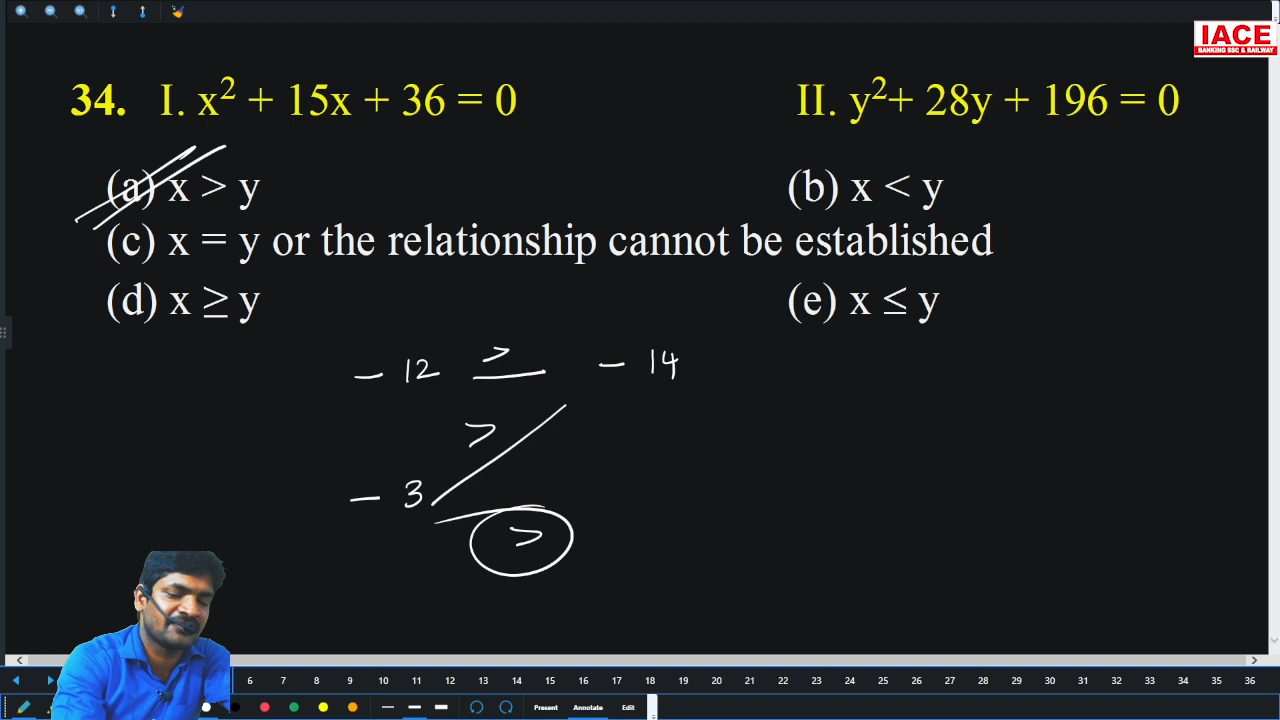 IACE
BANKING SSC & RAILWAY
34. I. x² + 15x + 36 = 0 II. y²+ 28y + 196 = 0
(a) x > y (b) x < y
(c) x = y or the relationship cannot be established
(d) x ≥ y (e) x ≤ y
− 12 > − 14
>
− 3
>
6 7 8 9 10 11 12 13 14 15 16 17 18 19 20 21 22 23 24 25 26 27 28 29 30 31 32 33 34 35 36
Present Annotate Edit